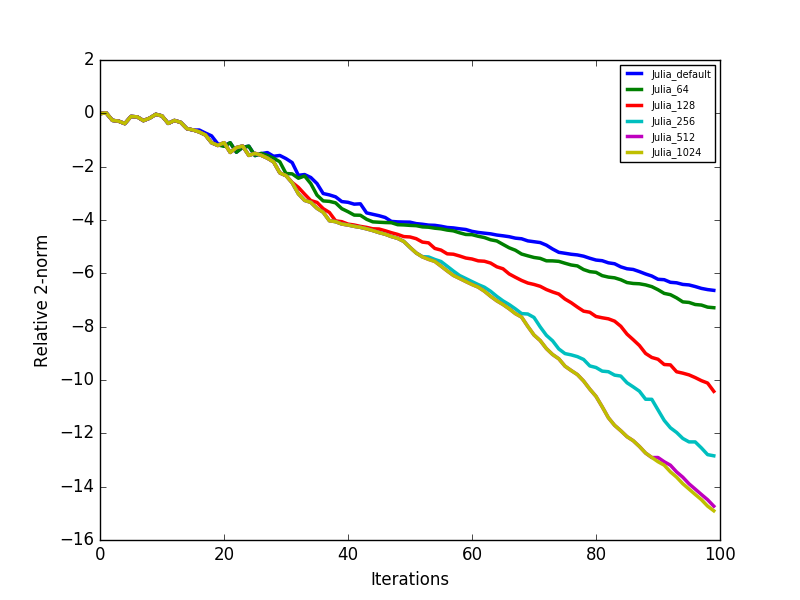 2
0
−2
−4
−6
−8
−10
−12
−14
−16
Relative 2-norm
0 20 40 60 80 100
Iterations
Julia_default
Julia_64
Julia_128
Julia_256
Julia_512
Julia_1024